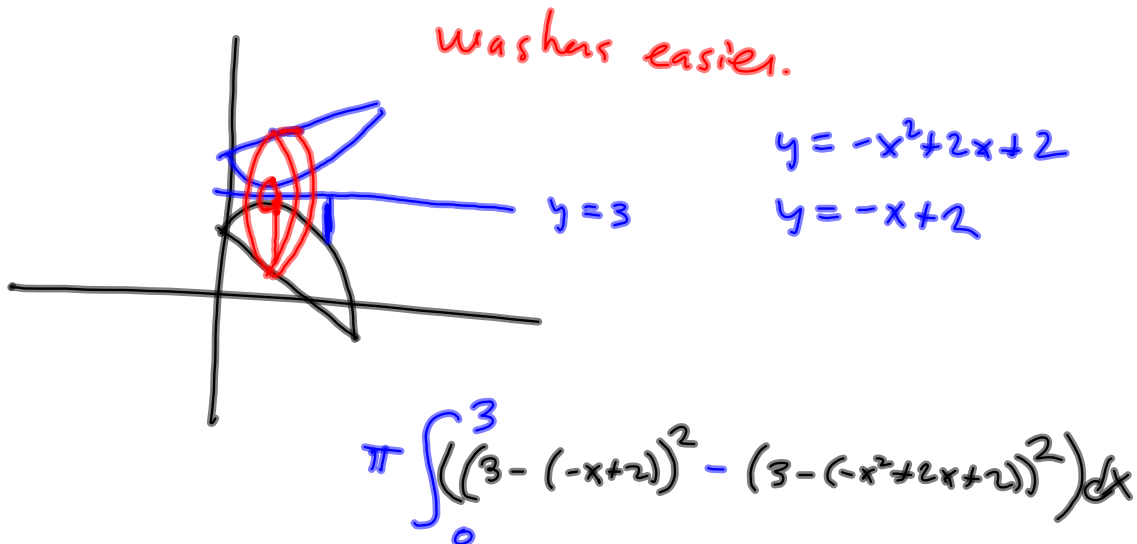 washers easier.
y = -x²+2x+2
y = 3
y = -x+2
π ∫₀³ ((3-(-x+2))² - (3-(-x²+2x+2))²)dx